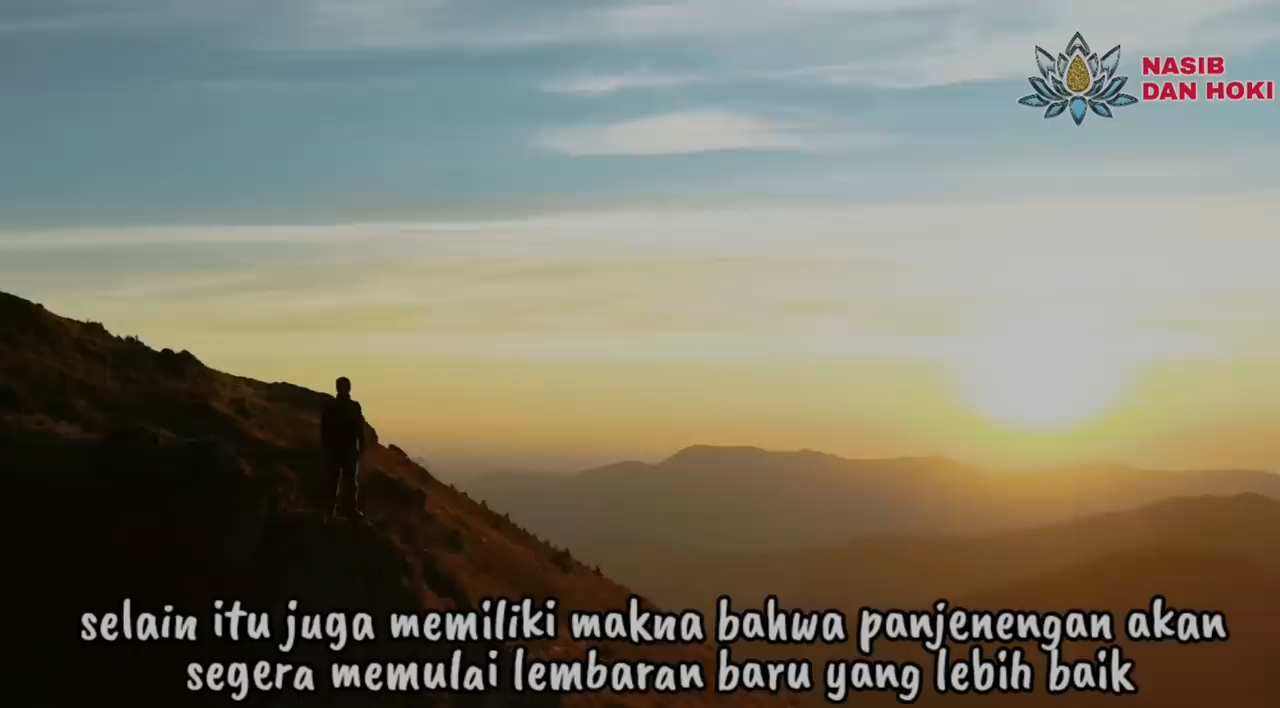 NASIB
DAN HOKI
selain itu juga memiliki makna bahwa panjenengan akan
segera memulai lembaran baru yang lebih baik